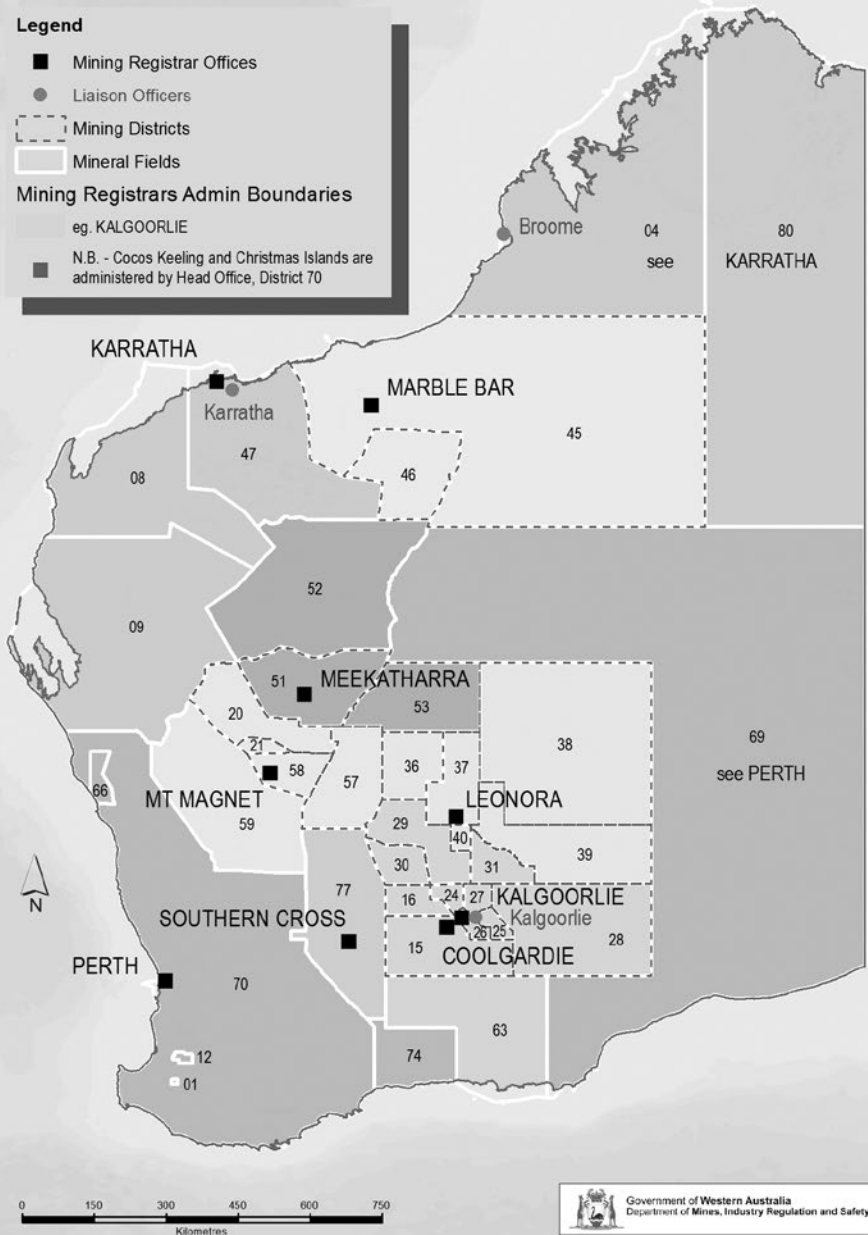 Legend
Mining Registrar Offices
Liaison Officers
Mining Districts
Mineral Fields
Mining Registrars Admin Boundaries
eg. KALGOORLIE
N.B. - Cocos Keeling and Christmas Islands are
administered by Head Office, District 70
Broome
04
see
80
KARRATHA
KARRATHA
Karratha
MARBLE BAR
45
47
46
08
52
09
51
MEEKATHARRA
53
20
21
58
57
36
37
38
69
see PERTH
66
MT MAGNET
59
LEONORA
29
40
39
30
31
77
16
24
27
KALGOORLIE
Kalgoorlie
SOUTHERN CROSS
26
25
28
15
COOLGARDIE
PERTH
70
63
12
01
74
N
0 150 300 450 600 750
Kilometres
Government of Western Australia
Department of Mines, Industry Regulation and Safety